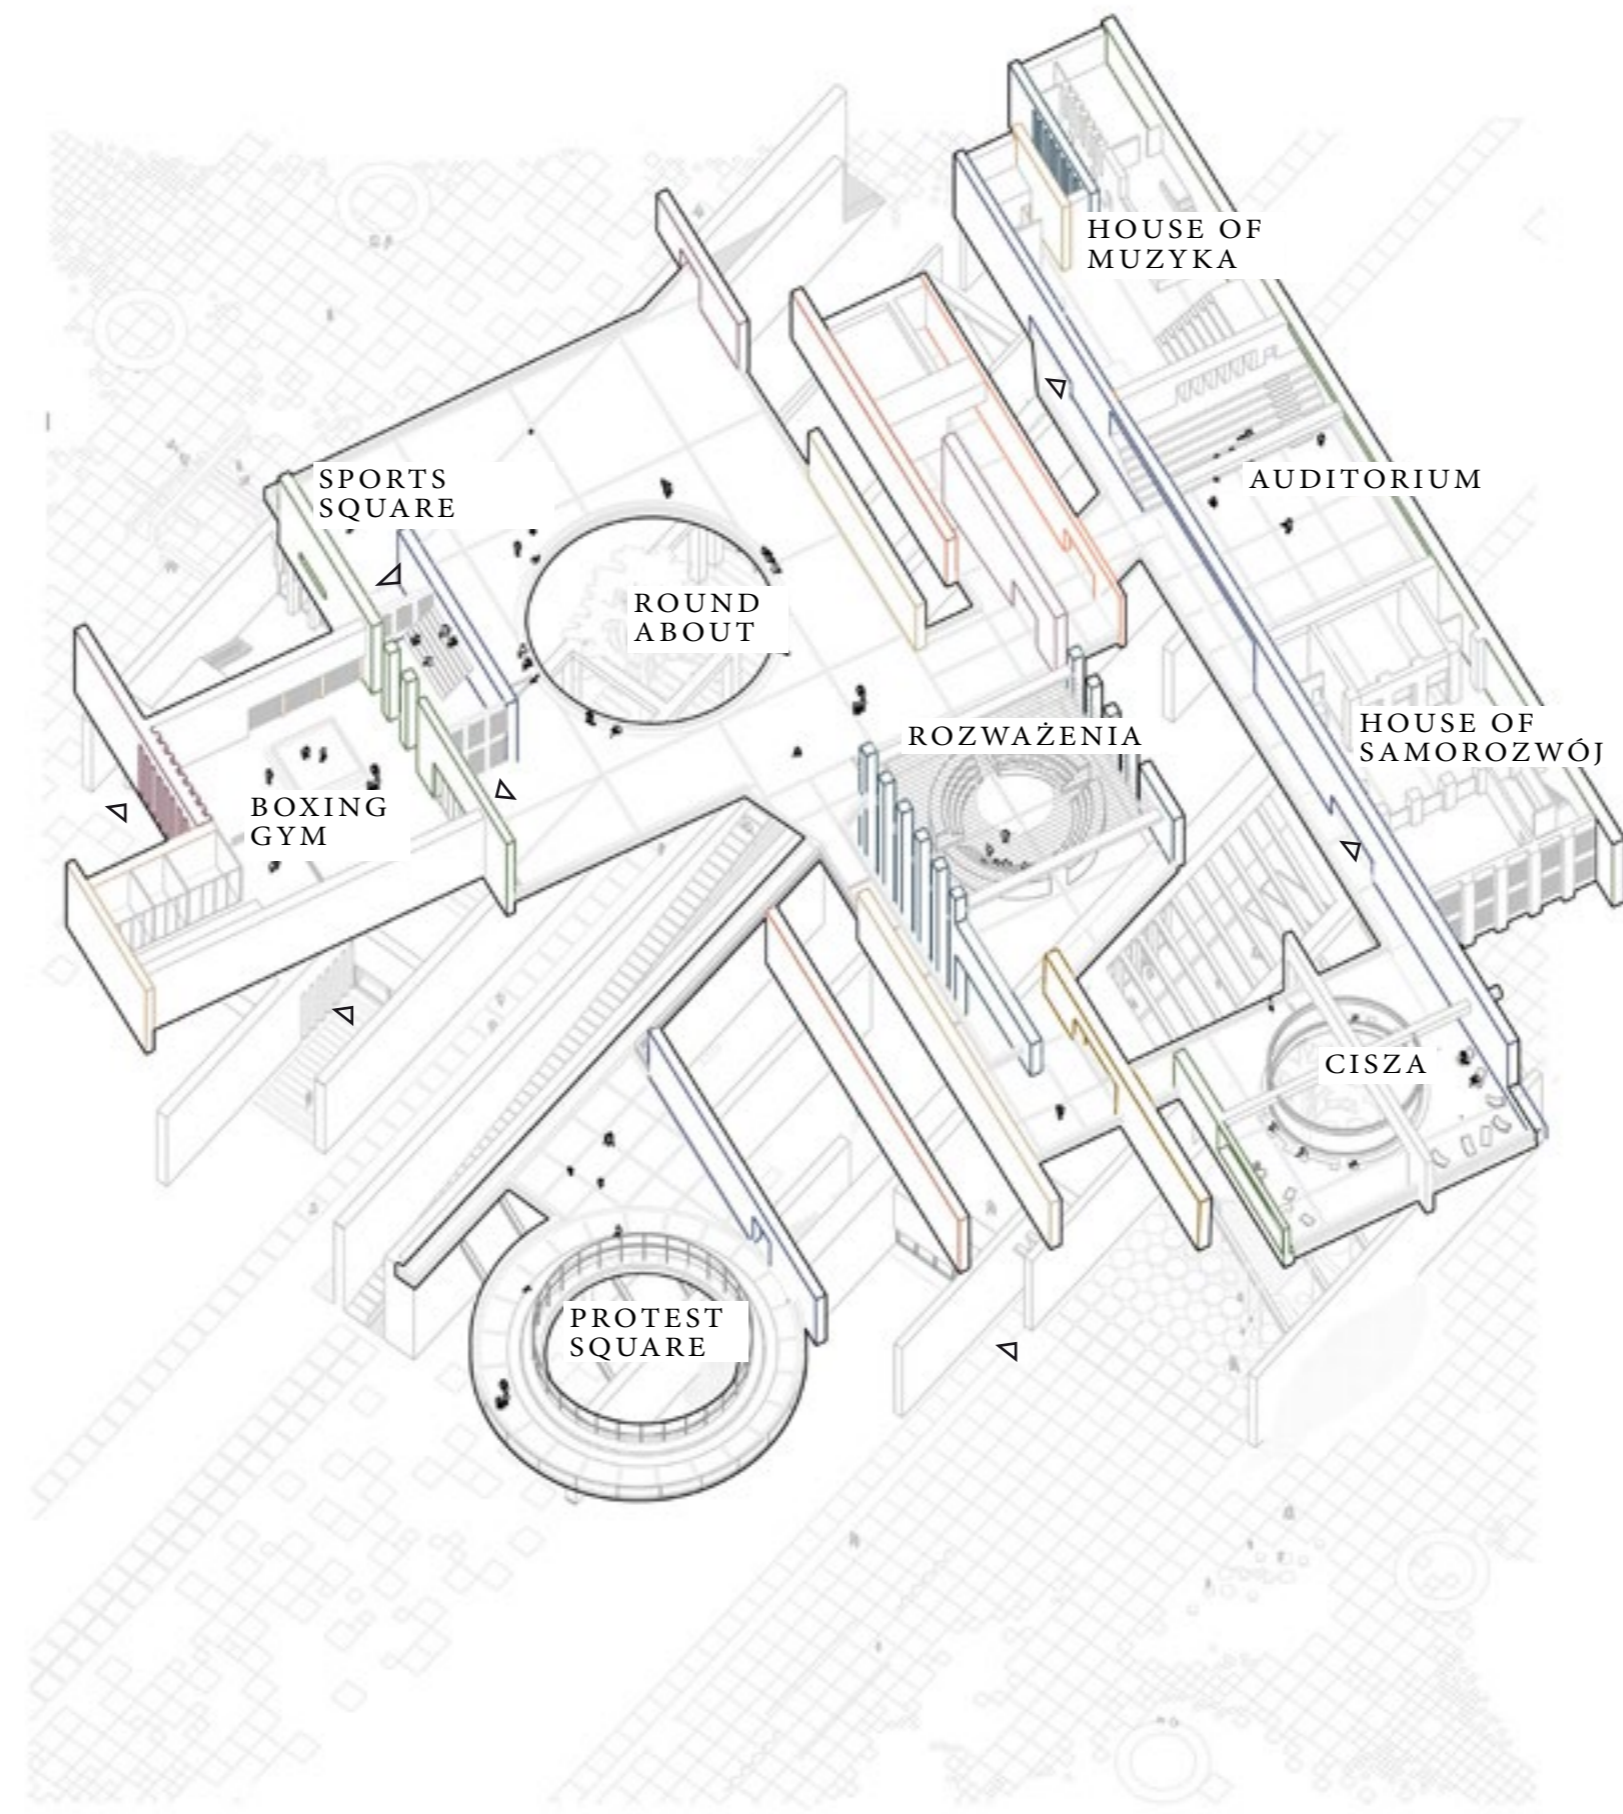 HOUSE OF
MUZYKA
SPORTS
SQUARE
AUDITORIUM
ROUND
ABOUT
HOUSE OF
SAMOROZWÓJ
ROZWAŻENIA
BOXING
GYM
CISZA
PROTEST
SQUARE